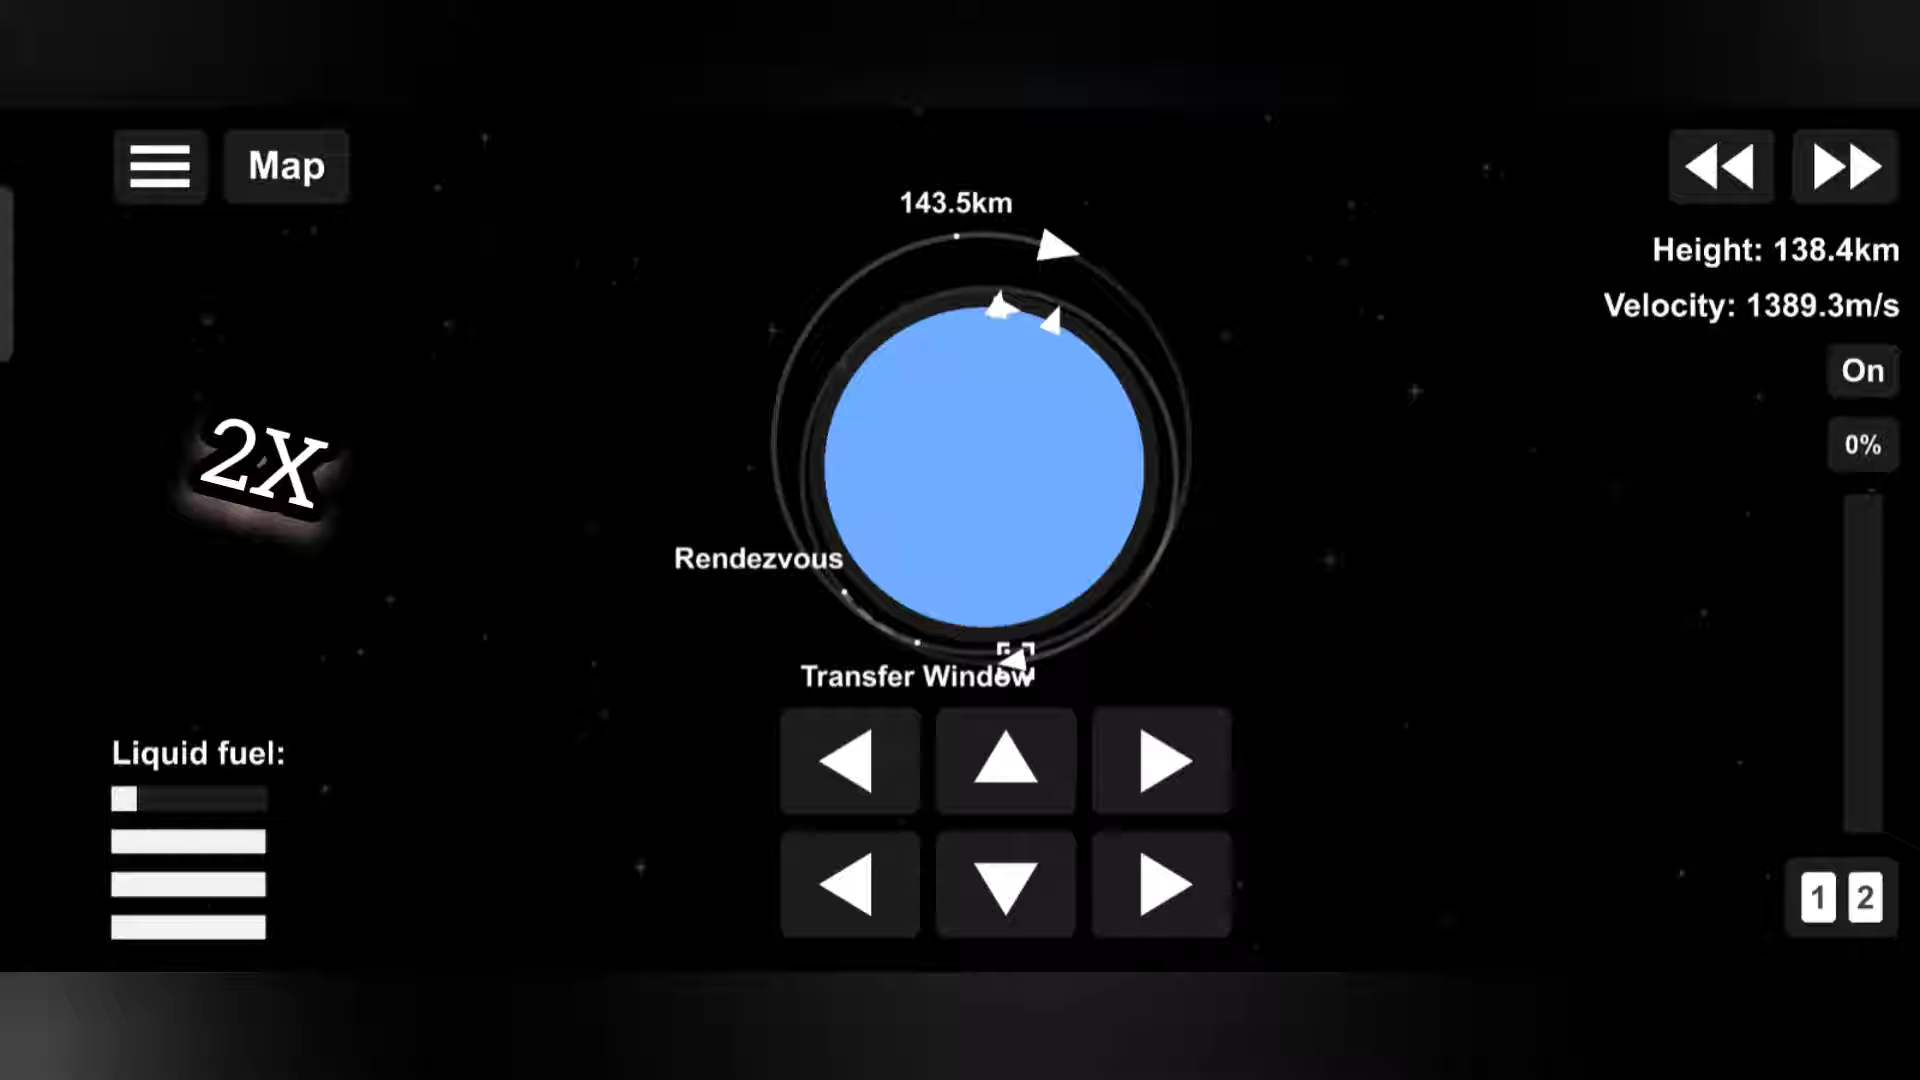 Map
143.5km
Height: 138.4km
Velocity: 1389.3m/s
On
0%
2X
Rendezvous
Transfer Window
Liquid fuel:
1 2